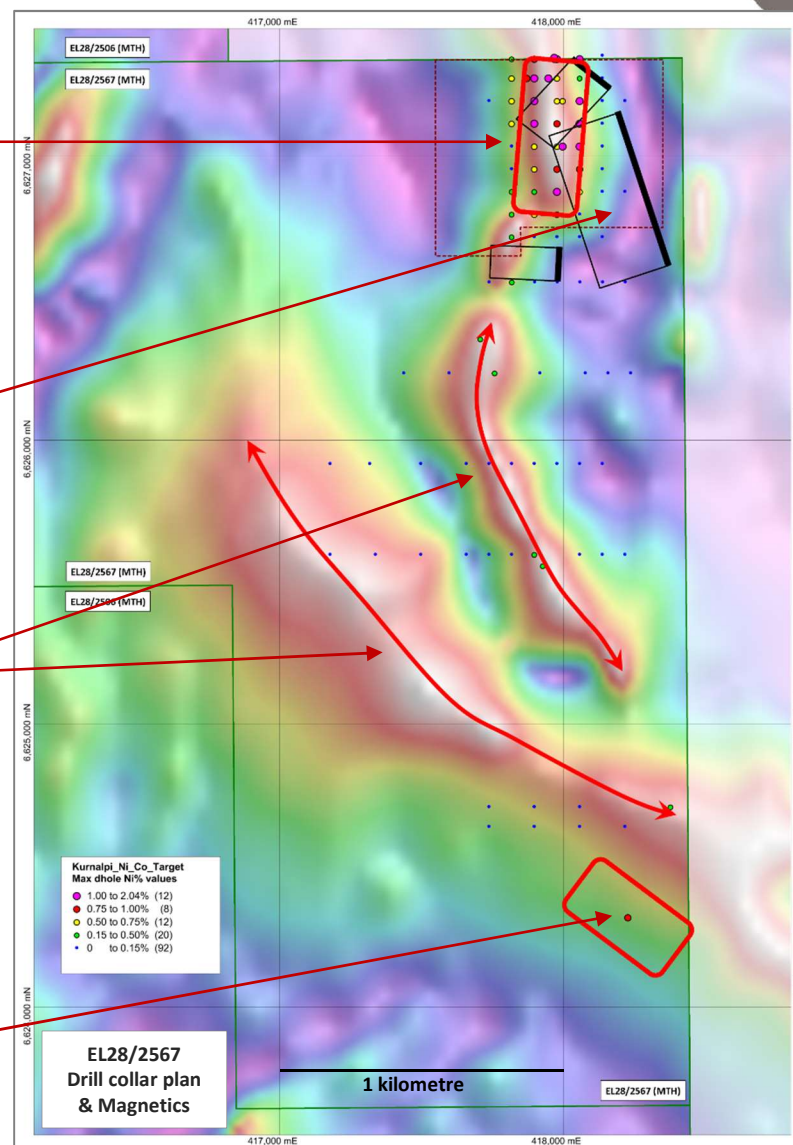 417,000 mE
418,000 mE
EL28/2506 (MTH)
EL28/2567 (MTH)
6,627,000 mN
6,626,000 mN
EL28/2567 (MTH)
EL28/2506 (MTH)
6,625,000 mN
Kurnalpi_Ni_Co_Target
Max dhole Ni% values
1.00 to 2.04% (12)
0.75 to 1.00% (8)
0.50 to 0.75% (12)
0.15 to 0.50% (20)
0 to 0.15% (92)
6,624,000 mN
EL28/2567
Drill collar plan
& Magnetics
1 kilometre
EL28/2567 (MTH)
417,000 mE
418,000 mE